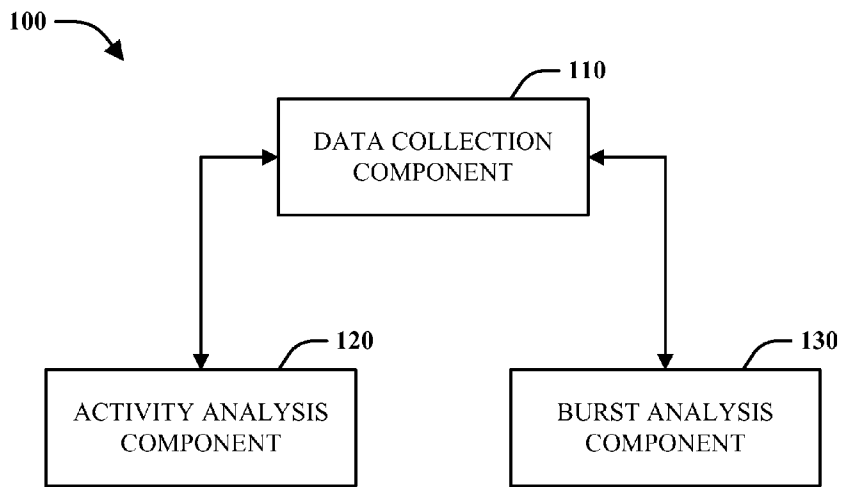 100
110
DATA COLLECTION
COMPONENT
120
130
ACTIVITY ANALYSIS
COMPONENT
BURST ANALYSIS
COMPONENT